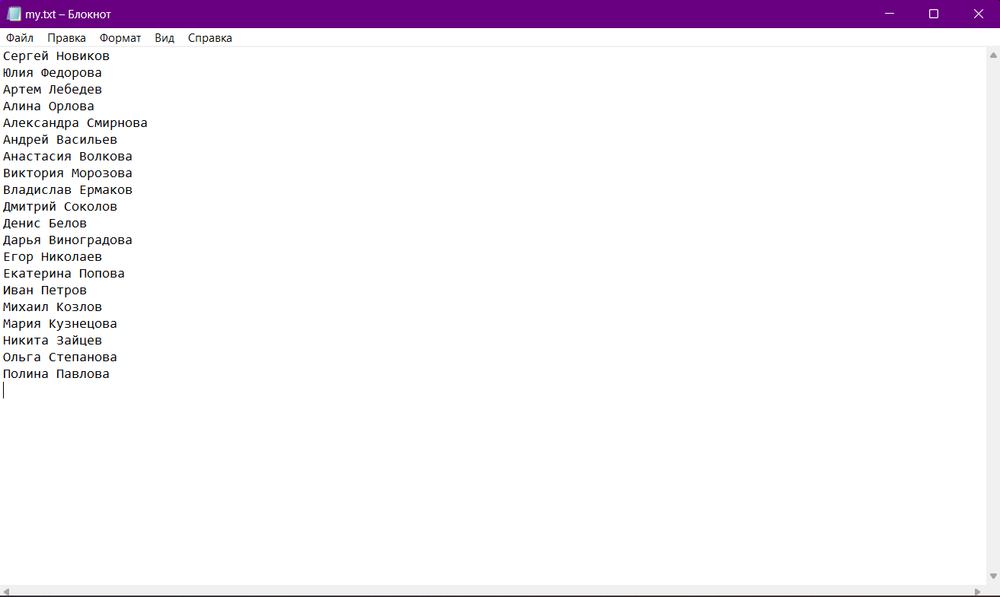 my.txt – Блокнот
Файл Правка Формат Вид Справка
Сергей Новиков
Юлия Федорова
Артем Лебедев
Алина Орлова
Александра Смирнова
Андрей Васильев
Анастасия Волкова
Виктория Морозова
Владислав Ермаков
Дмитрий Соколов
Денис Белов
Дарья Виноградова
Егор Николаев
Екатерина Попова
Иван Петров
Михаил Козлов
Мария Кузнецова
Никита Зайцев
Ольга Степанова
Полина Павлова